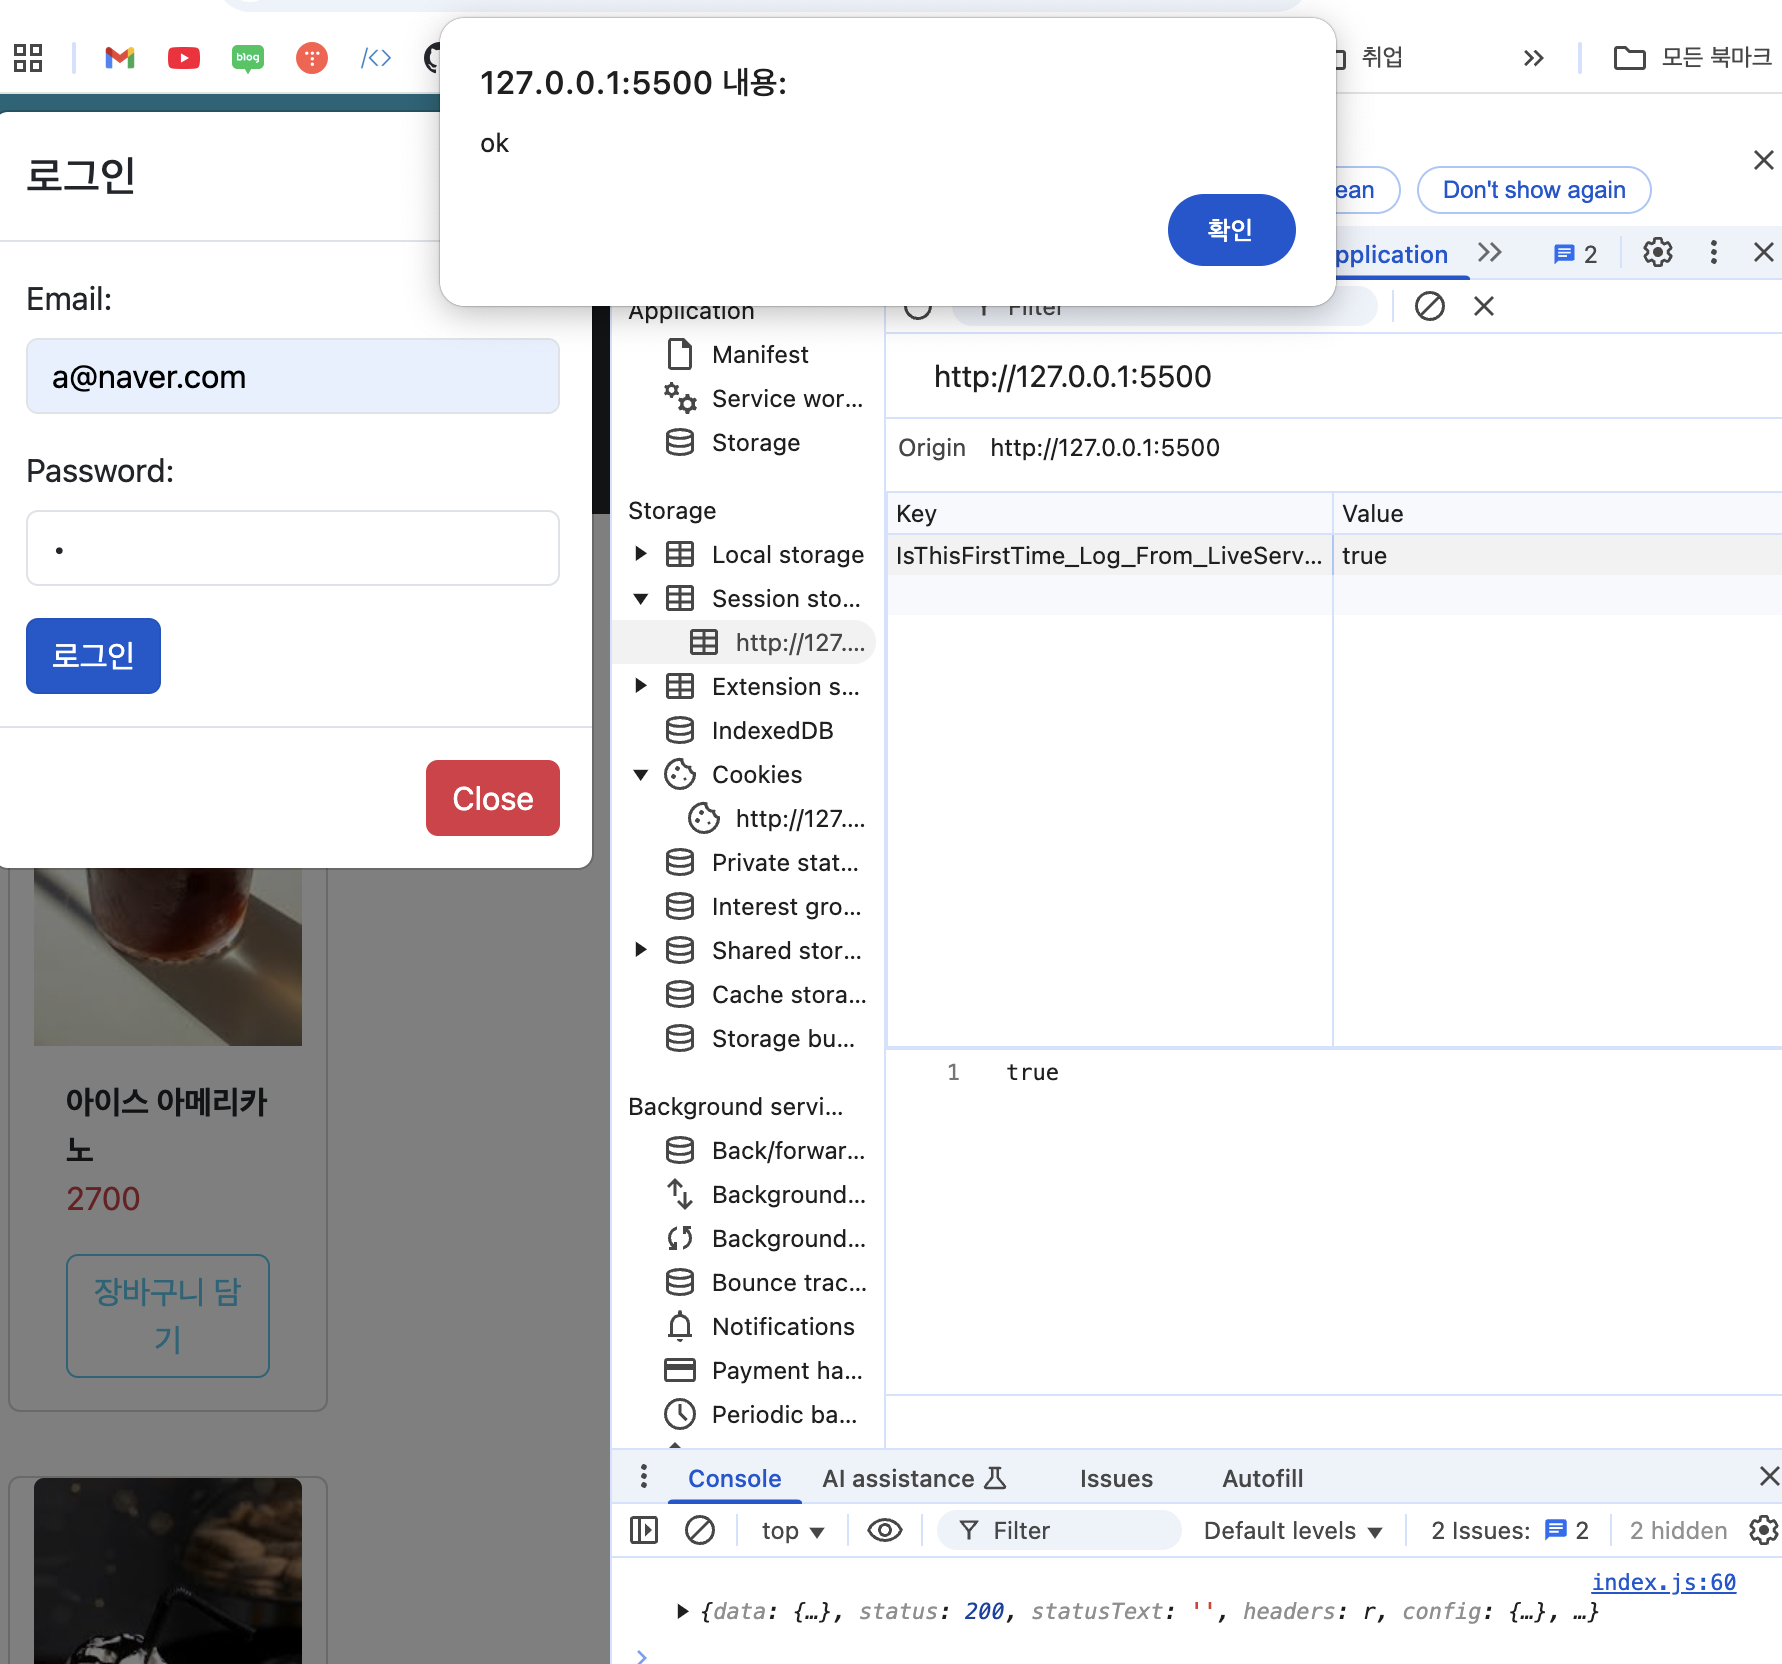 blog
취업
모든 북마크
127.0.0.1:5500 내용:
ok
확인
로그인
Email:
a@naver.com
Password:
로그인
Close
아이스 아메리카
노
2700
장바구니 담
기
ean
Don't show again
pplication
2
Application
Manifest
Service wor...
Storage
Storage
Local storage
Session sto...
http://127....
Extension s...
IndexedDB
Cookies
http://127....
Private stat...
Interest gro...
Shared stor...
Cache stora...
Storage bu...
Background servi...
Back/forwar...
Background...
Background...
Bounce trac...
Notifications
Payment ha...
Periodic ba...
Filter
http://127.0.0.1:5500
Origin http://127.0.0.1:5500
Key Value
IsThisFirstTime_Log_From_LiveServ... true
1 true
Console AI assistance Issues Autofill
top Filter Default levels 2 Issues: 2 2 hidden
index.js:60
{data: {…}, status: 200, statusText: '', headers: r, config: {…}, …}